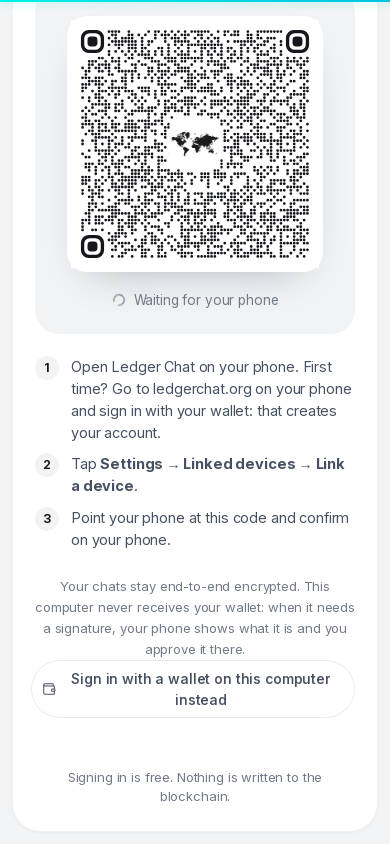 Waiting for your phone
1
Open Ledger Chat on your phone. First
time? Go to ledgerchat.org on your phone
and sign in with your wallet: that creates
your account.
2
Tap Settings → Linked devices → Link
a device.
3
Point your phone at this code and confirm
on your phone.
Your chats stay end-to-end encrypted. This
computer never receives your wallet: when it needs
a signature, your phone shows what it is and you
approve it there.
Sign in with a wallet on this computer
instead
Signing in is free. Nothing is written to the
blockchain.